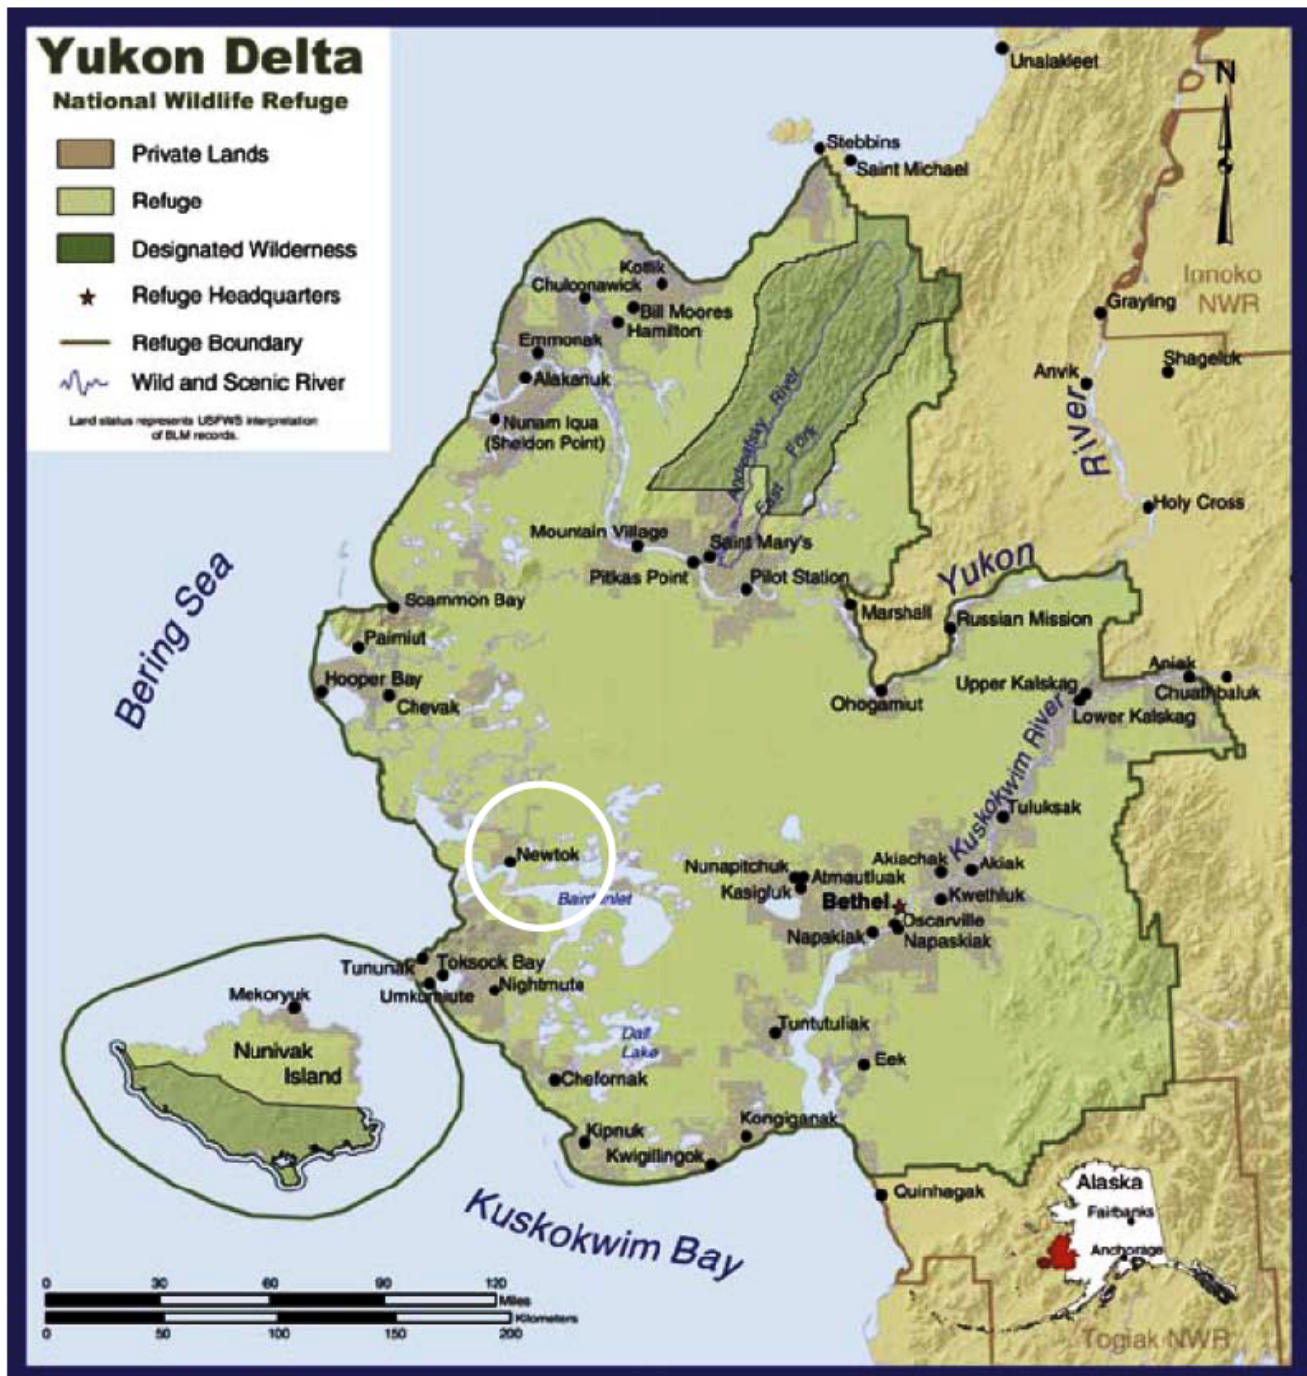 Yukon Delta
National Wildlife Refuge
Private Lands
Refuge
Designated Wilderness
Refuge Headquarters
Refuge Boundary
Wild and Scenic River
Land status represents USFWS interpretation
of BLM records.
Unalakleet
N
Stebbins
Saint Michael
Innoko
NWR
Kotlik
Chuloonawick
Bill Moores
Hamilton
Grayling
Emmonak
Alakanuk
Shageluk
Anvik
River
Nunam Iqua
(Sheldon Point)
Andreafsky River
East Fork
Holy Cross
Mountain Village
Saint Mary's
Pitkas Point
Pilot Station
Yukon
Bering Sea
Scammon Bay
Marshall
Russian Mission
Paimiut
Hooper Bay
Chevak
Aniak
Chuathbaluk
Upper Kalskag
Lower Kalskag
Ohogamiut
Kuskokwim River
Tuluksak
Newtok
Nunapitchuk
Atmautluak
Akiachak
Akiak
Kasigluk
Bethel
Kwethluk
Baird Inlet
Oscarville
Napakiak
Napaskiak
Tununak
Toksook Bay
Umkumiute
Nightmute
Mekoryuk
Nunivak
Island
Tuntutuliak
Dall
Lake
Eek
Chefornak
Kongiganak
Kipnuk
Kwigillingok
Quinhagak
Kuskokwim Bay
Alaska
Fairbanks
Anchorage
0 30 60 90 120
Miles
Kilometers
0 50 100 150 200
Togiak NWR